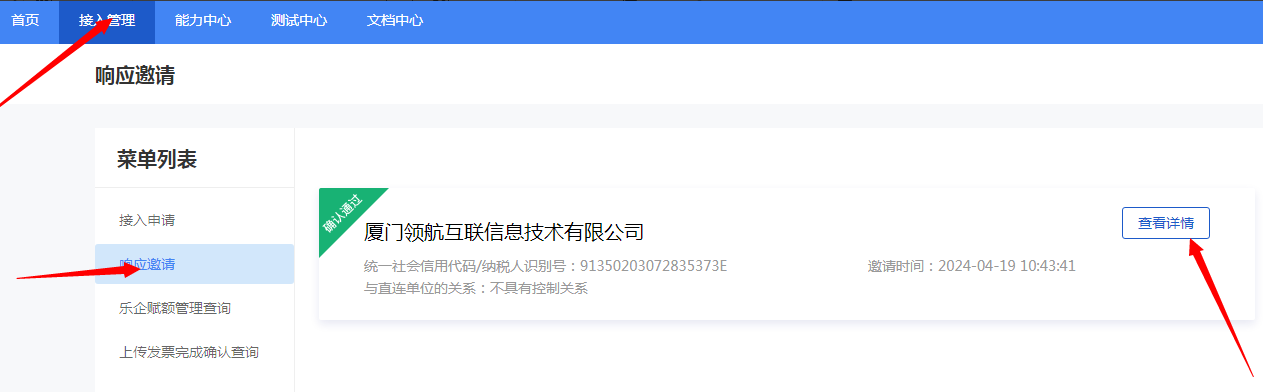 首页 接入管理 能力中心 测试中心 文档中心
响应邀请
菜单列表
接入申请
响应邀请
乐企赋额管理查询
上传发票完成确认查询
确认通过
厦门领航互联信息技术有限公司
查看详情
统一社会信用代码/纳税人识别号：91350203072835373E 邀请时间：2024-04-19 10:43:41
与直连单位的关系：不具有控制关系